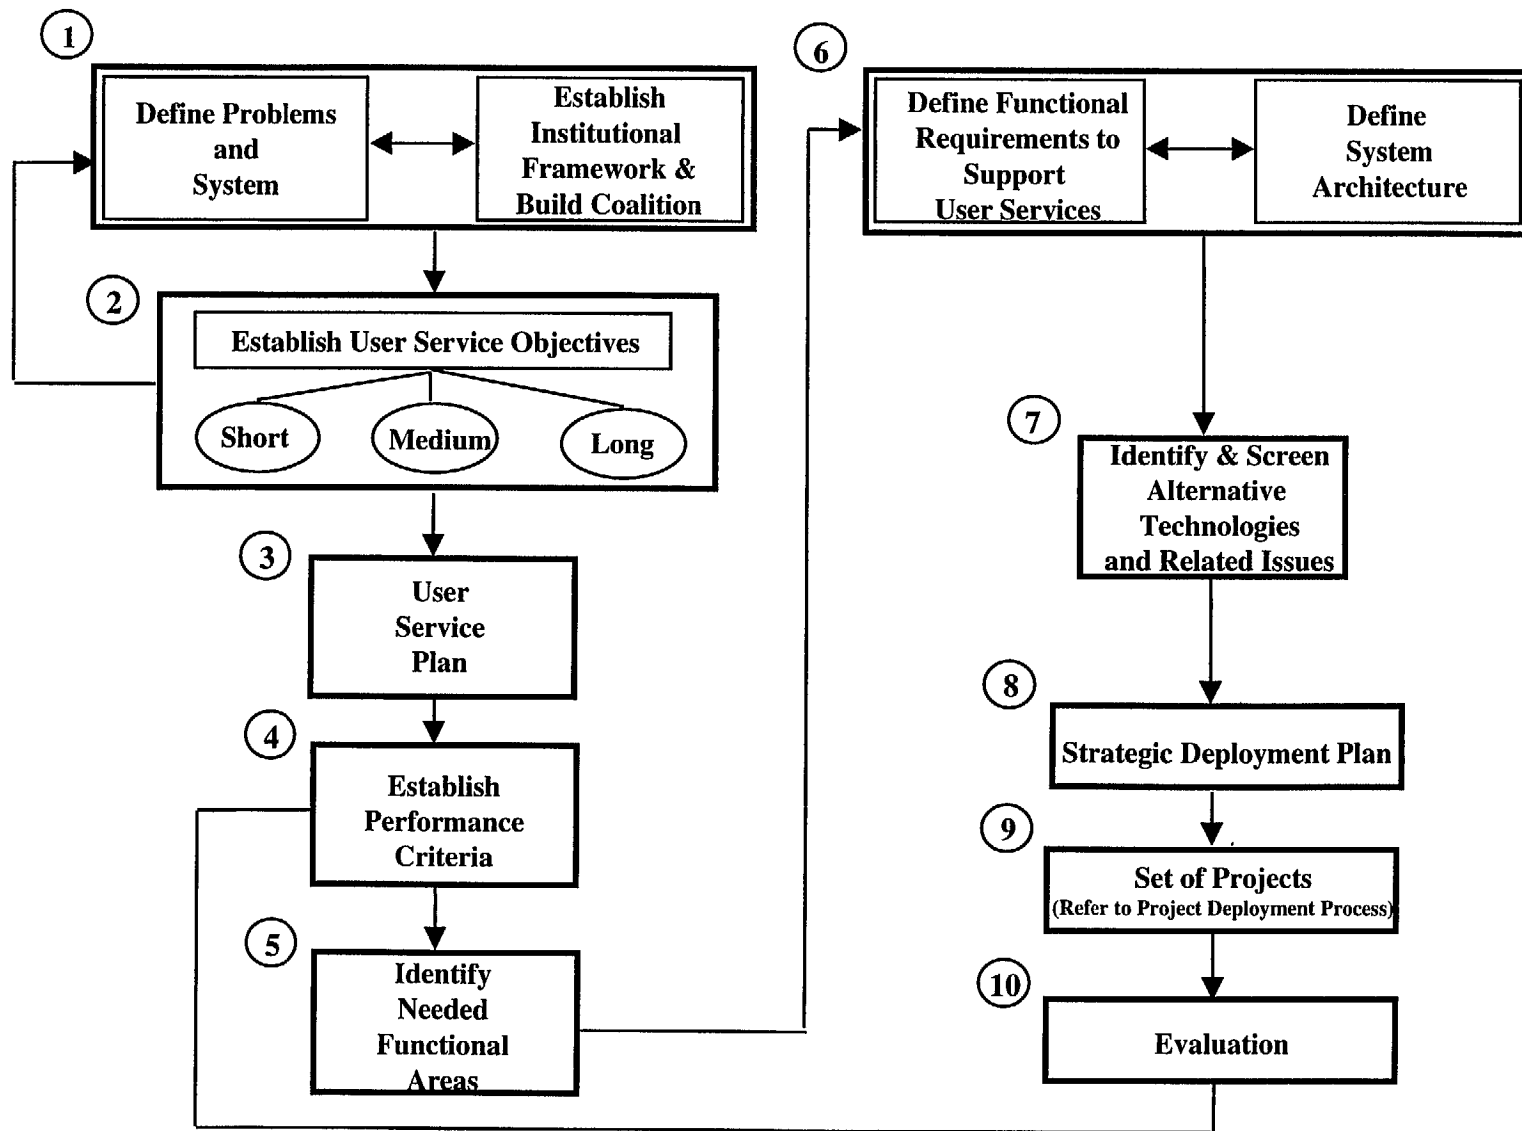 1
Define Problems
and
System
Establish
Institutional
Framework &
Build Coalition
2
Establish User Service Objectives
Short
Medium
Long
3
User
Service
Plan
4
Establish
Performance
Criteria
5
Identify
Needed
Functional
Areas
6
Define Functional
Requirements to
Support
User Services
Define
System
Architecture
7
Identify & Screen
Alternative
Technologies
and Related Issues
8
Strategic Deployment Plan
9
Set of Projects
(Refer to Project Deployment Process)
10
Evaluation